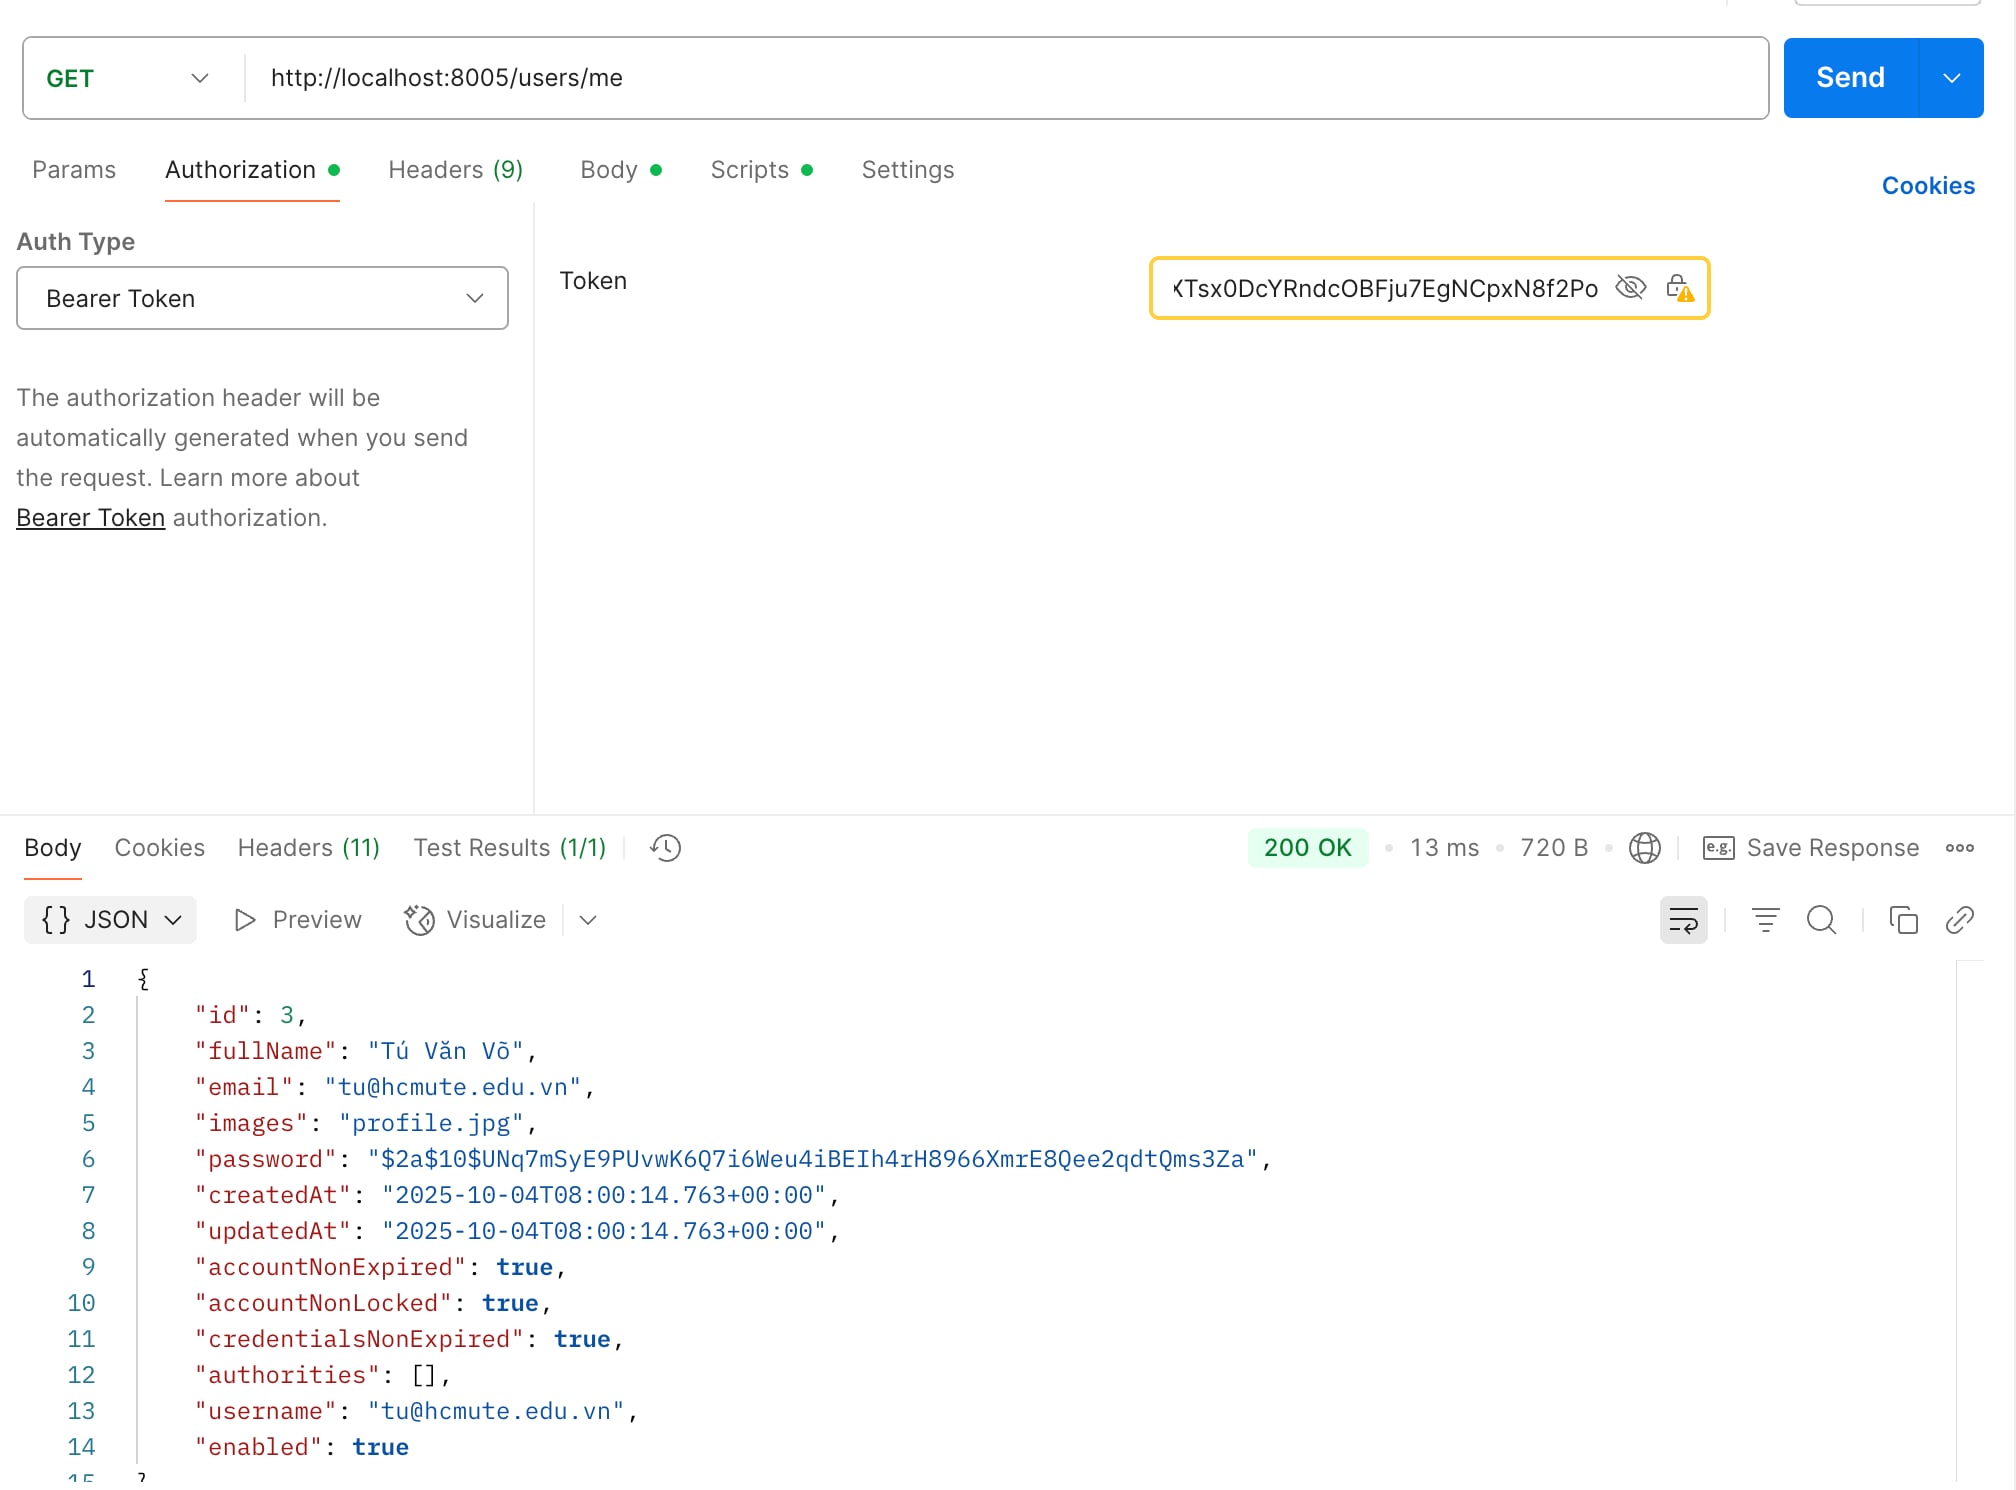 GET http://localhost:8005/users/me Send
Params Authorization Headers (9) Body Scripts Settings Cookies
Auth Type
Bearer Token
The authorization header will be
automatically generated when you send
the request. Learn more about
Bearer Token authorization.
Token XTsx0DcYRndcOBFju7EgNCpxN8f2Po
Body Cookies Headers (11) Test Results (1/1) 200 OK 13 ms 720 B e.g. Save Response
{} JSON Preview Visualize
1 {
2 "id": 3,
3 "fullName": "Tú Văn Võ",
4 "email": "tu@hcmute.edu.vn",
5 "images": "profile.jpg",
6 "password": "$2a$10$UNq7mSyE9PUvwK6Q7i6Weu4iBEIh4rH8966XmrE8Qee2qdtQms3Za",
7 "createdAt": "2025-10-04T08:00:14.763+00:00",
8 "updatedAt": "2025-10-04T08:00:14.763+00:00",
9 "accountNonExpired": true,
10 "accountNonLocked": true,
11 "credentialsNonExpired": true,
12 "authorities": [],
13 "username": "tu@hcmute.edu.vn",
14 "enabled": true
15 }